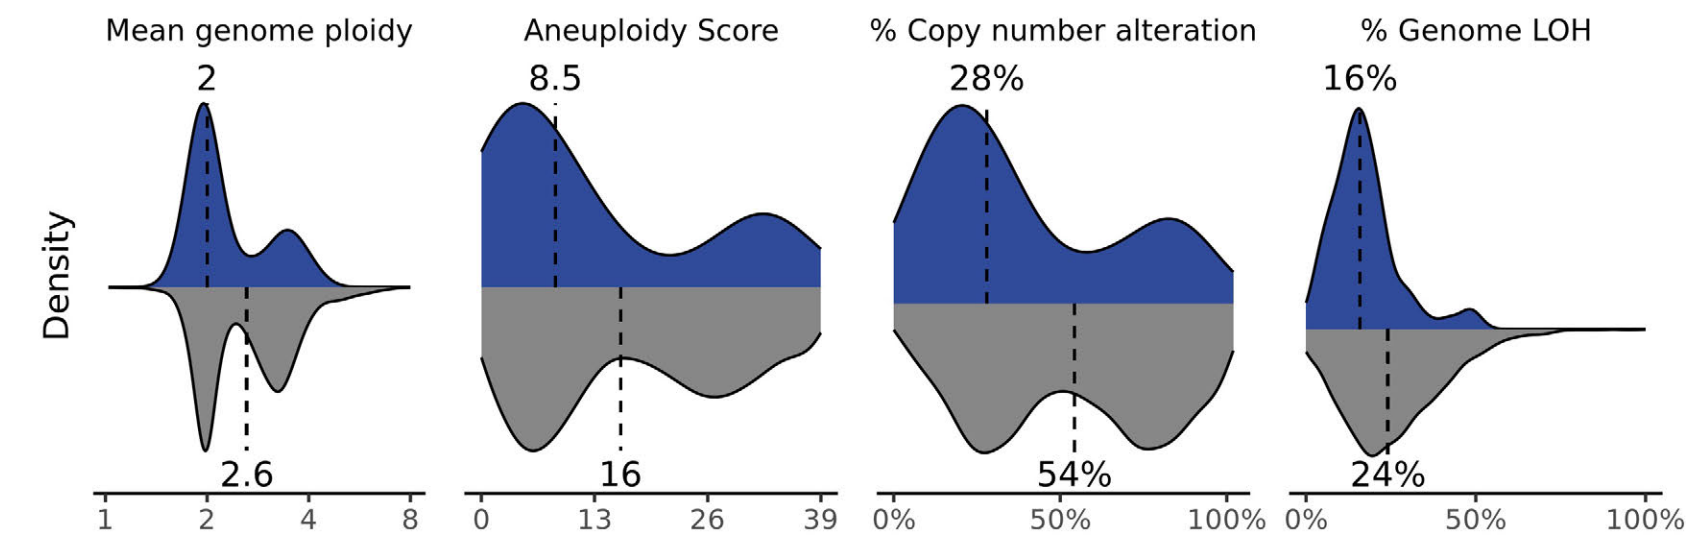 Mean genome ploidy
Aneuploidy Score
% Copy number alteration
% Genome LOH
2
8.5
28%
16%
Density
2.6
16
54%
24%
1 2 4 8
0 13 26 39
0% 50% 100%
0% 50% 100%